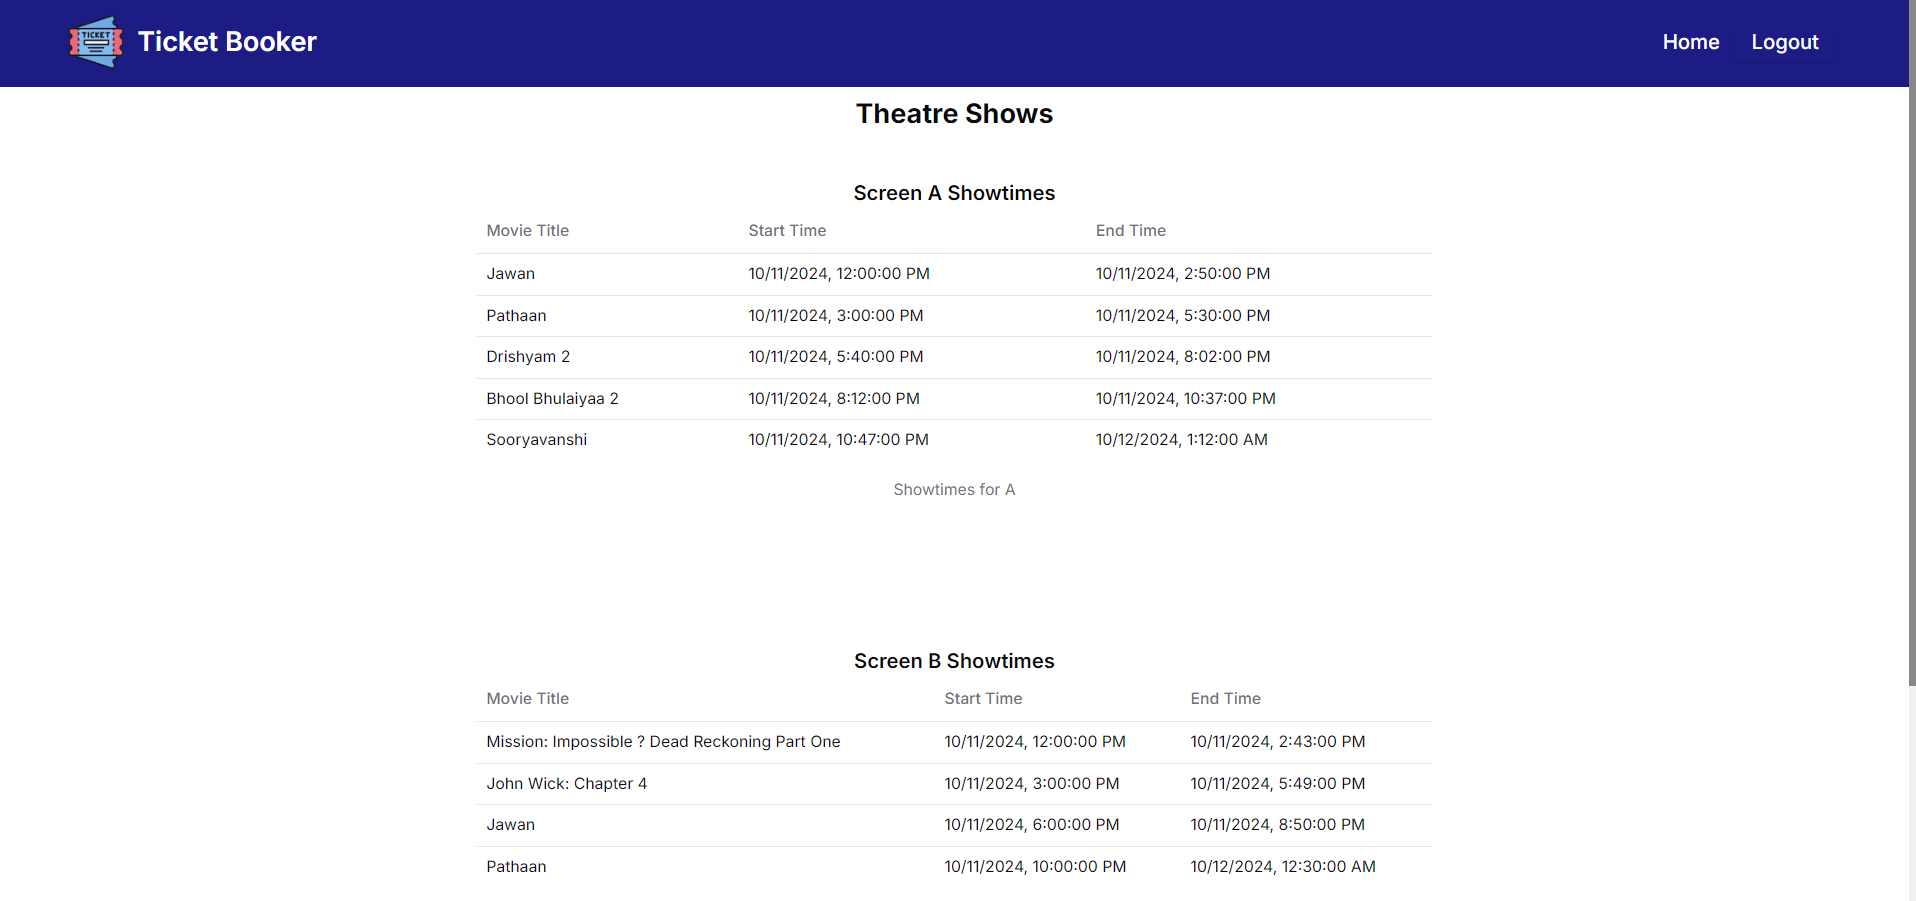 TICKET
Ticket Booker Home Logout
Theatre Shows
Screen A Showtimes
Movie Title Start Time End Time
Jawan 10/11/2024, 12:00:00 PM 10/11/2024, 2:50:00 PM
Pathaan 10/11/2024, 3:00:00 PM 10/11/2024, 5:30:00 PM
Drishyam 2 10/11/2024, 5:40:00 PM 10/11/2024, 8:02:00 PM
Bhool Bhulaiyaa 2 10/11/2024, 8:12:00 PM 10/11/2024, 10:37:00 PM
Sooryavanshi 10/11/2024, 10:47:00 PM 10/12/2024, 1:12:00 AM
Showtimes for A
Screen B Showtimes
Movie Title Start Time End Time
Mission: Impossible ? Dead Reckoning Part One 10/11/2024, 12:00:00 PM 10/11/2024, 2:43:00 PM
John Wick: Chapter 4 10/11/2024, 3:00:00 PM 10/11/2024, 5:49:00 PM
Jawan 10/11/2024, 6:00:00 PM 10/11/2024, 8:50:00 PM
Pathaan 10/11/2024, 10:00:00 PM 10/12/2024, 12:30:00 AM